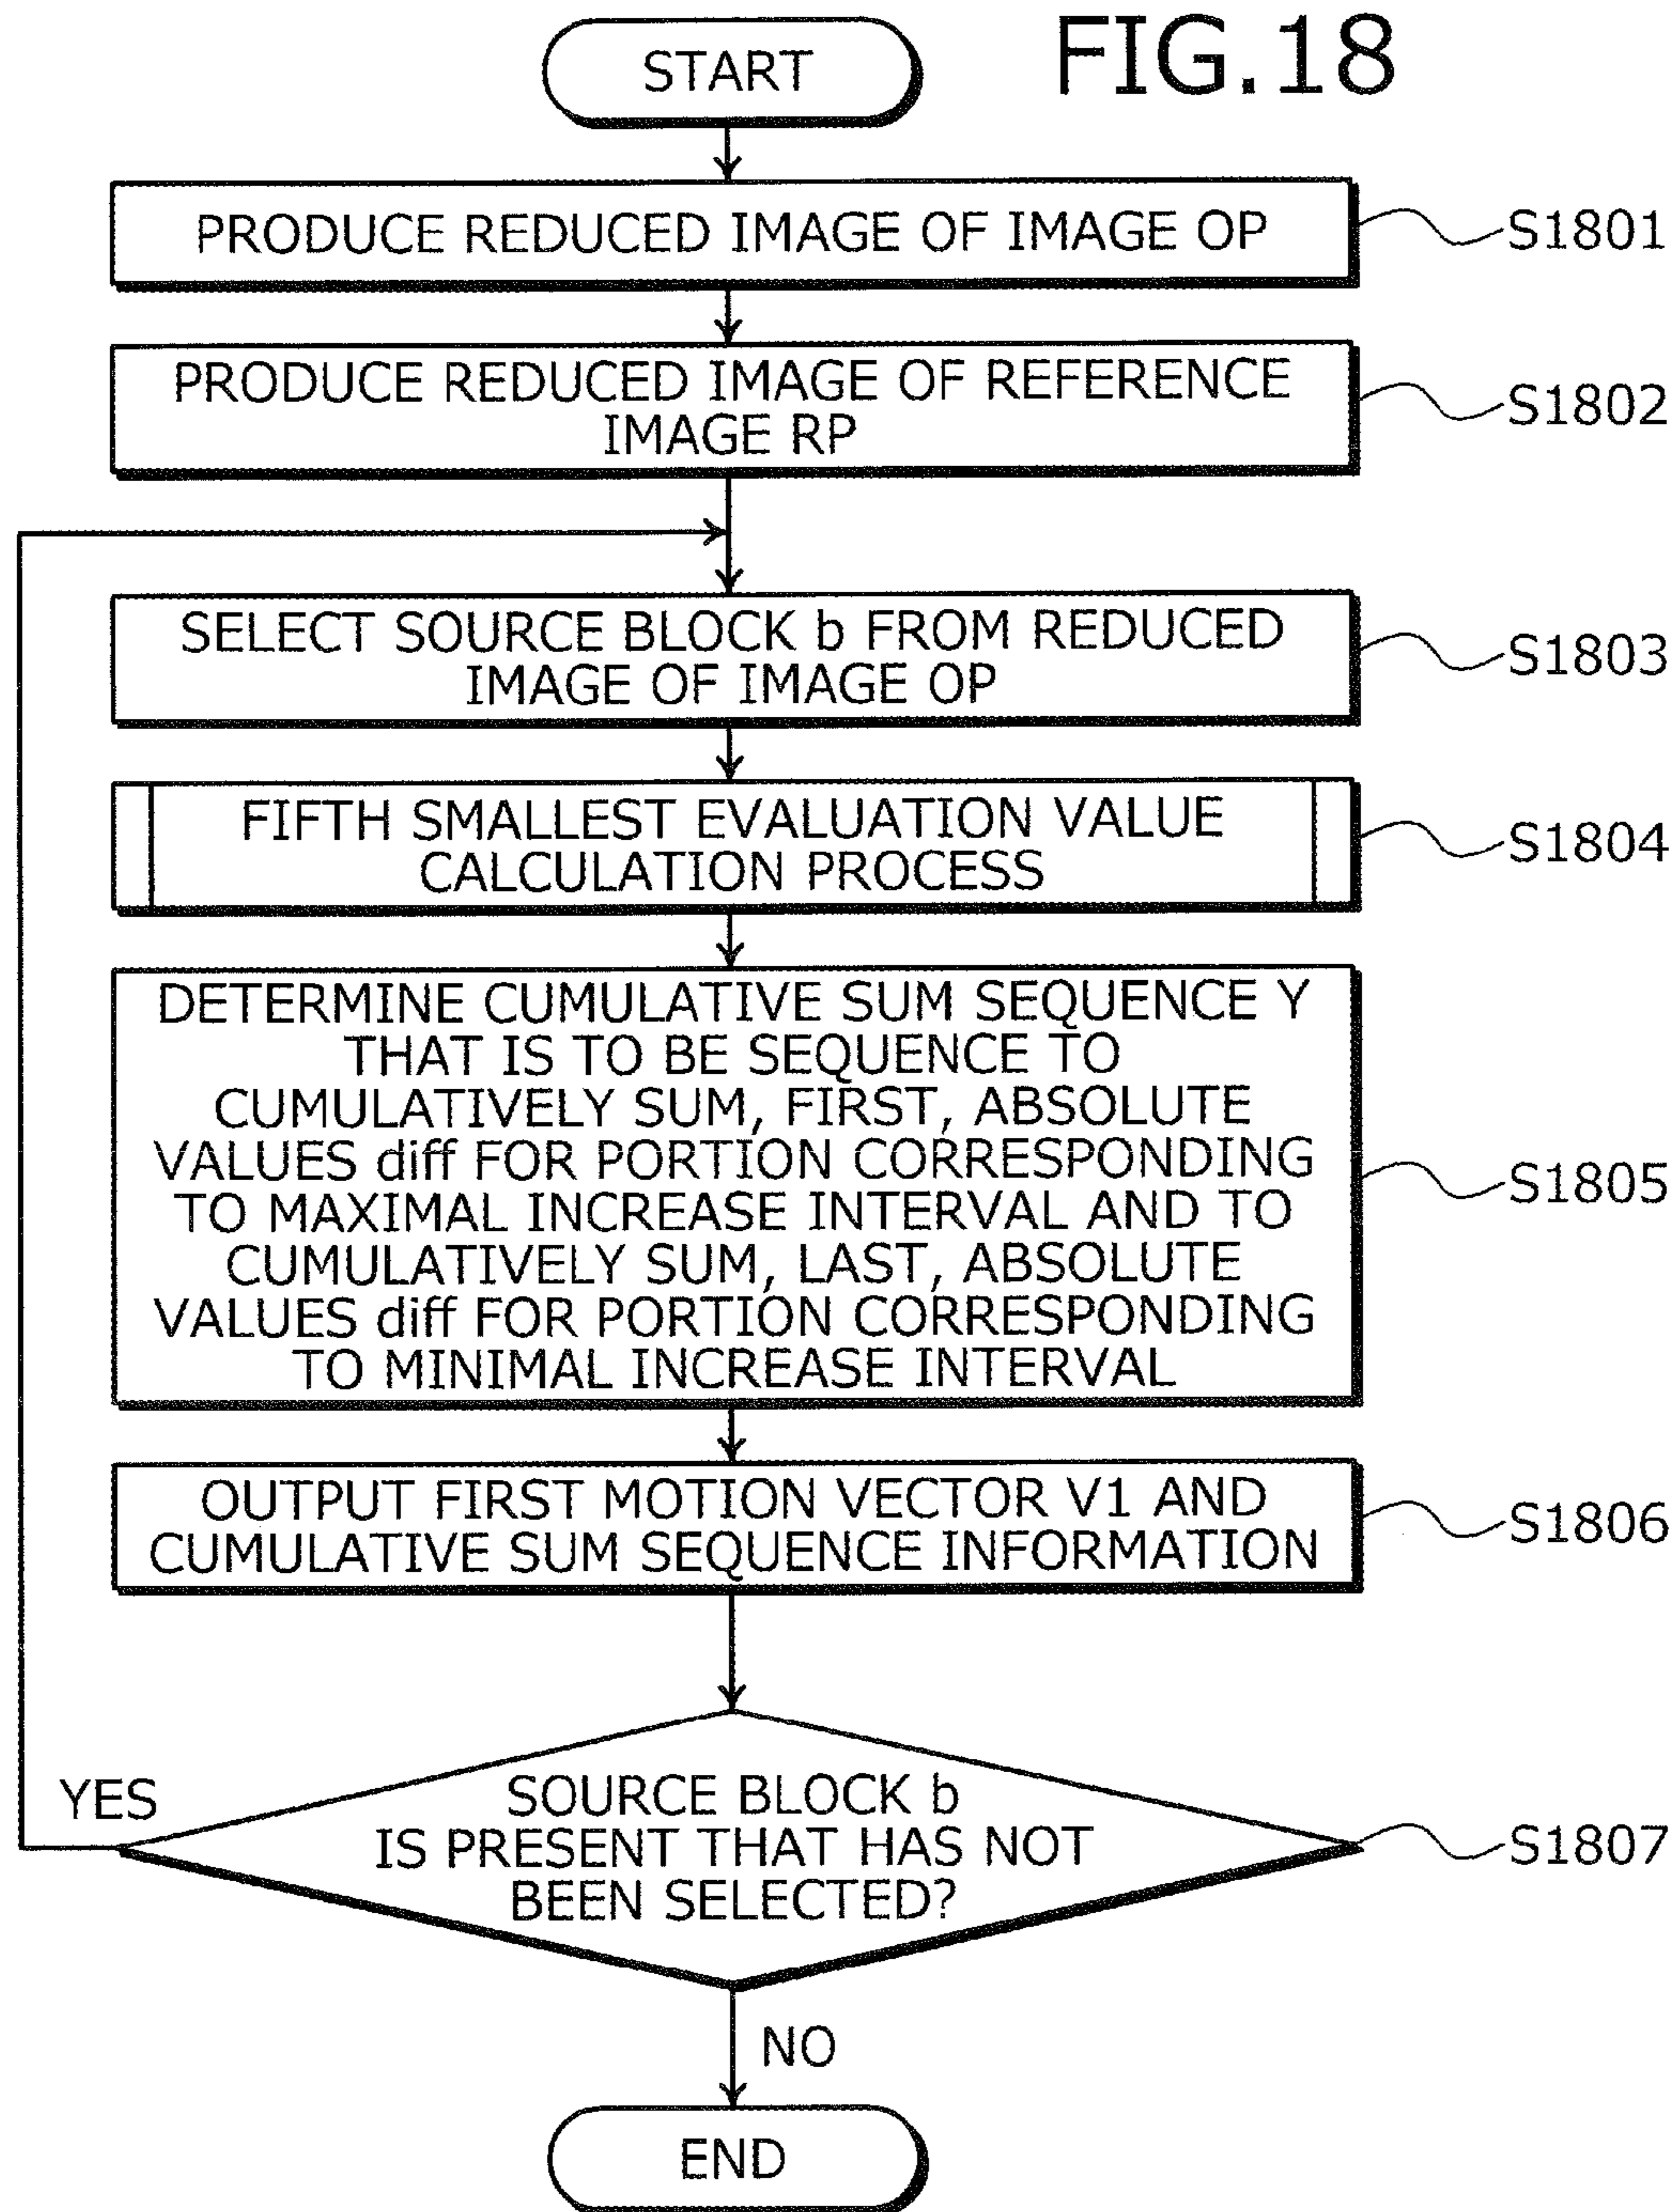 FIG.18
START
PRODUCE REDUCED IMAGE OF IMAGE OP
S1801
PRODUCE REDUCED IMAGE OF REFERENCE
IMAGE RP
S1802
SELECT SOURCE BLOCK b FROM REDUCED
IMAGE OF IMAGE OP
S1803
FIFTH SMALLEST EVALUATION VALUE
CALCULATION PROCESS
S1804
DETERMINE CUMULATIVE SUM SEQUENCE Y
THAT IS TO BE SEQUENCE TO
CUMULATIVELY SUM, FIRST, ABSOLUTE
VALUES diff FOR PORTION CORRESPONDING
TO MAXIMAL INCREASE INTERVAL AND TO
CUMULATIVELY SUM, LAST, ABSOLUTE
VALUES diff FOR PORTION CORRESPONDING
TO MINIMAL INCREASE INTERVAL
S1805
OUTPUT FIRST MOTION VECTOR V1 AND
CUMULATIVE SUM SEQUENCE INFORMATION
S1806
YES
SOURCE BLOCK b
IS PRESENT THAT HAS NOT
BEEN SELECTED?
S1807
NO
END